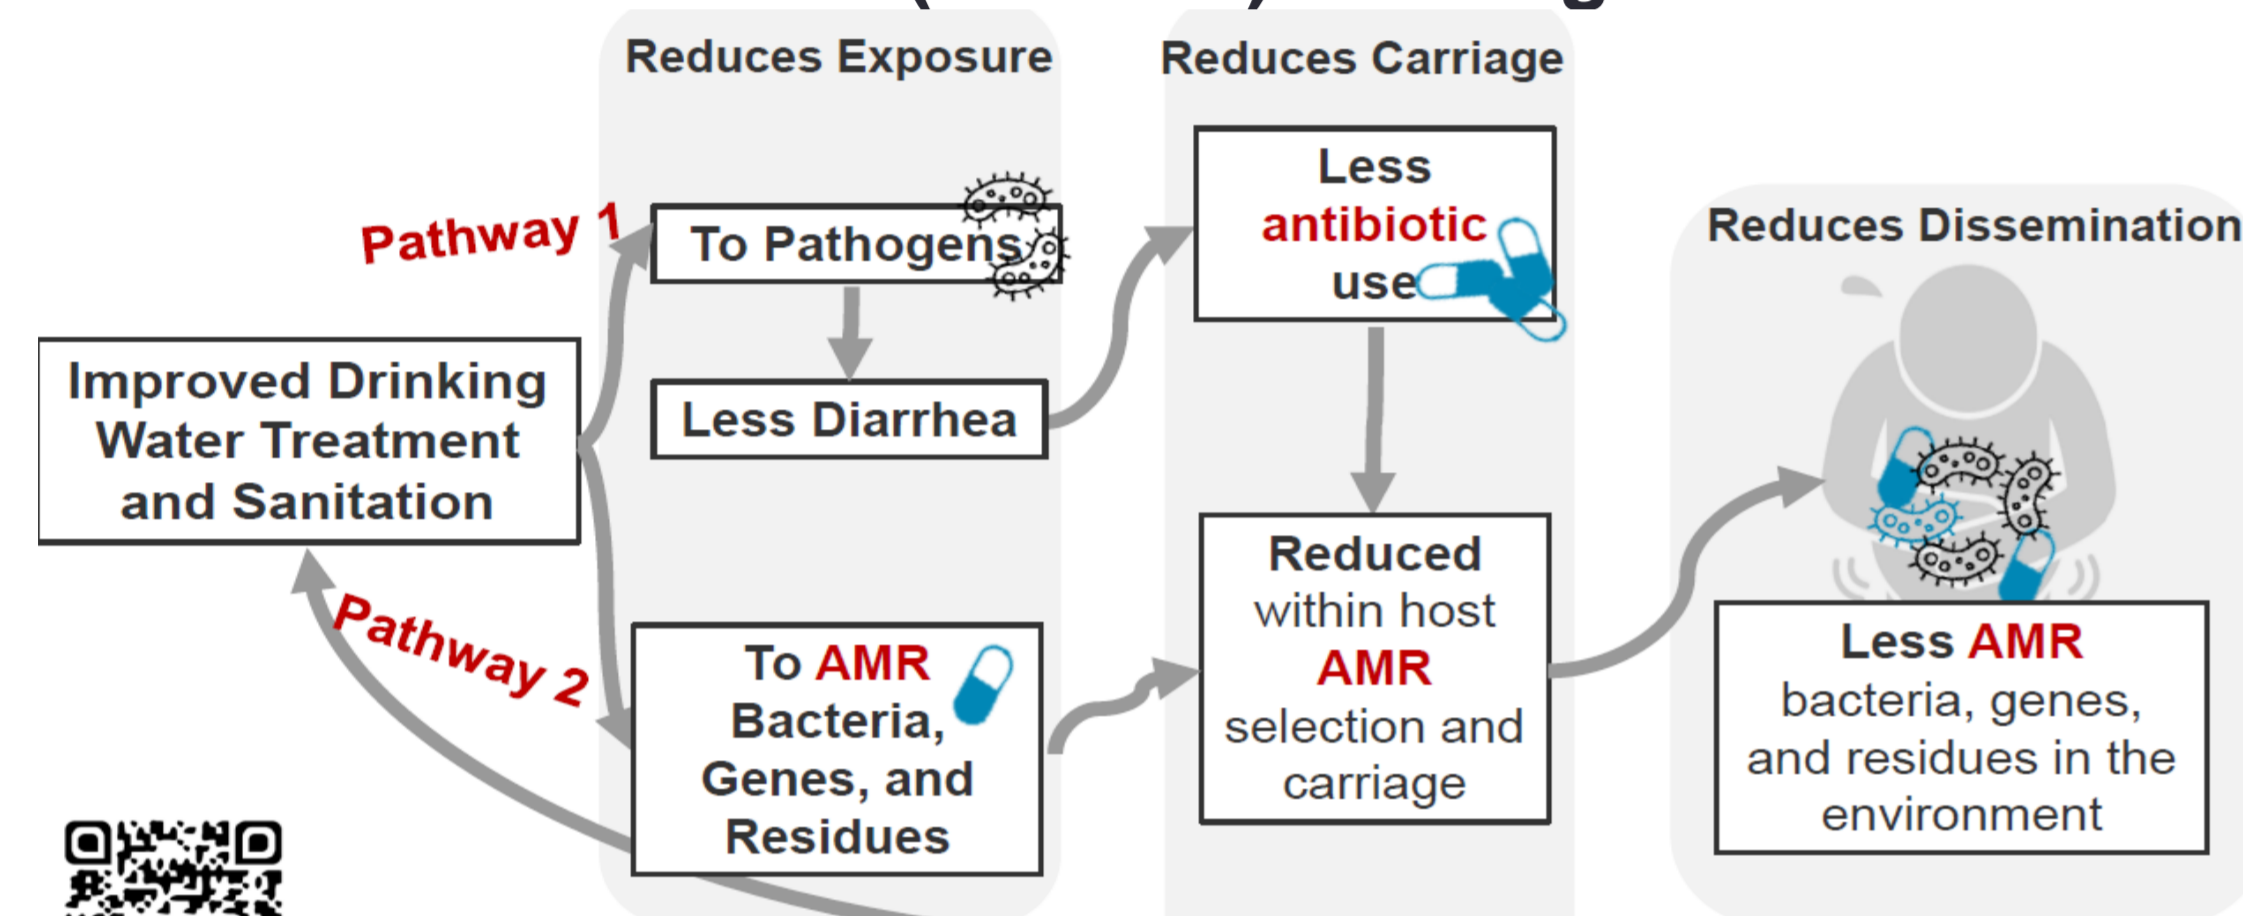 Reduces Exposure
Reduces Carriage
Reduces Dissemination
Pathway 1
To Pathogens
Less Diarrhea
Less
antibiotic
use
Improved Drinking
Water Treatment
and Sanitation
Pathway 2
To AMR
Bacteria,
Genes, and
Residues
Reduced
within host
AMR
selection and
carriage
Less AMR
bacteria, genes,
and residues in the
environment